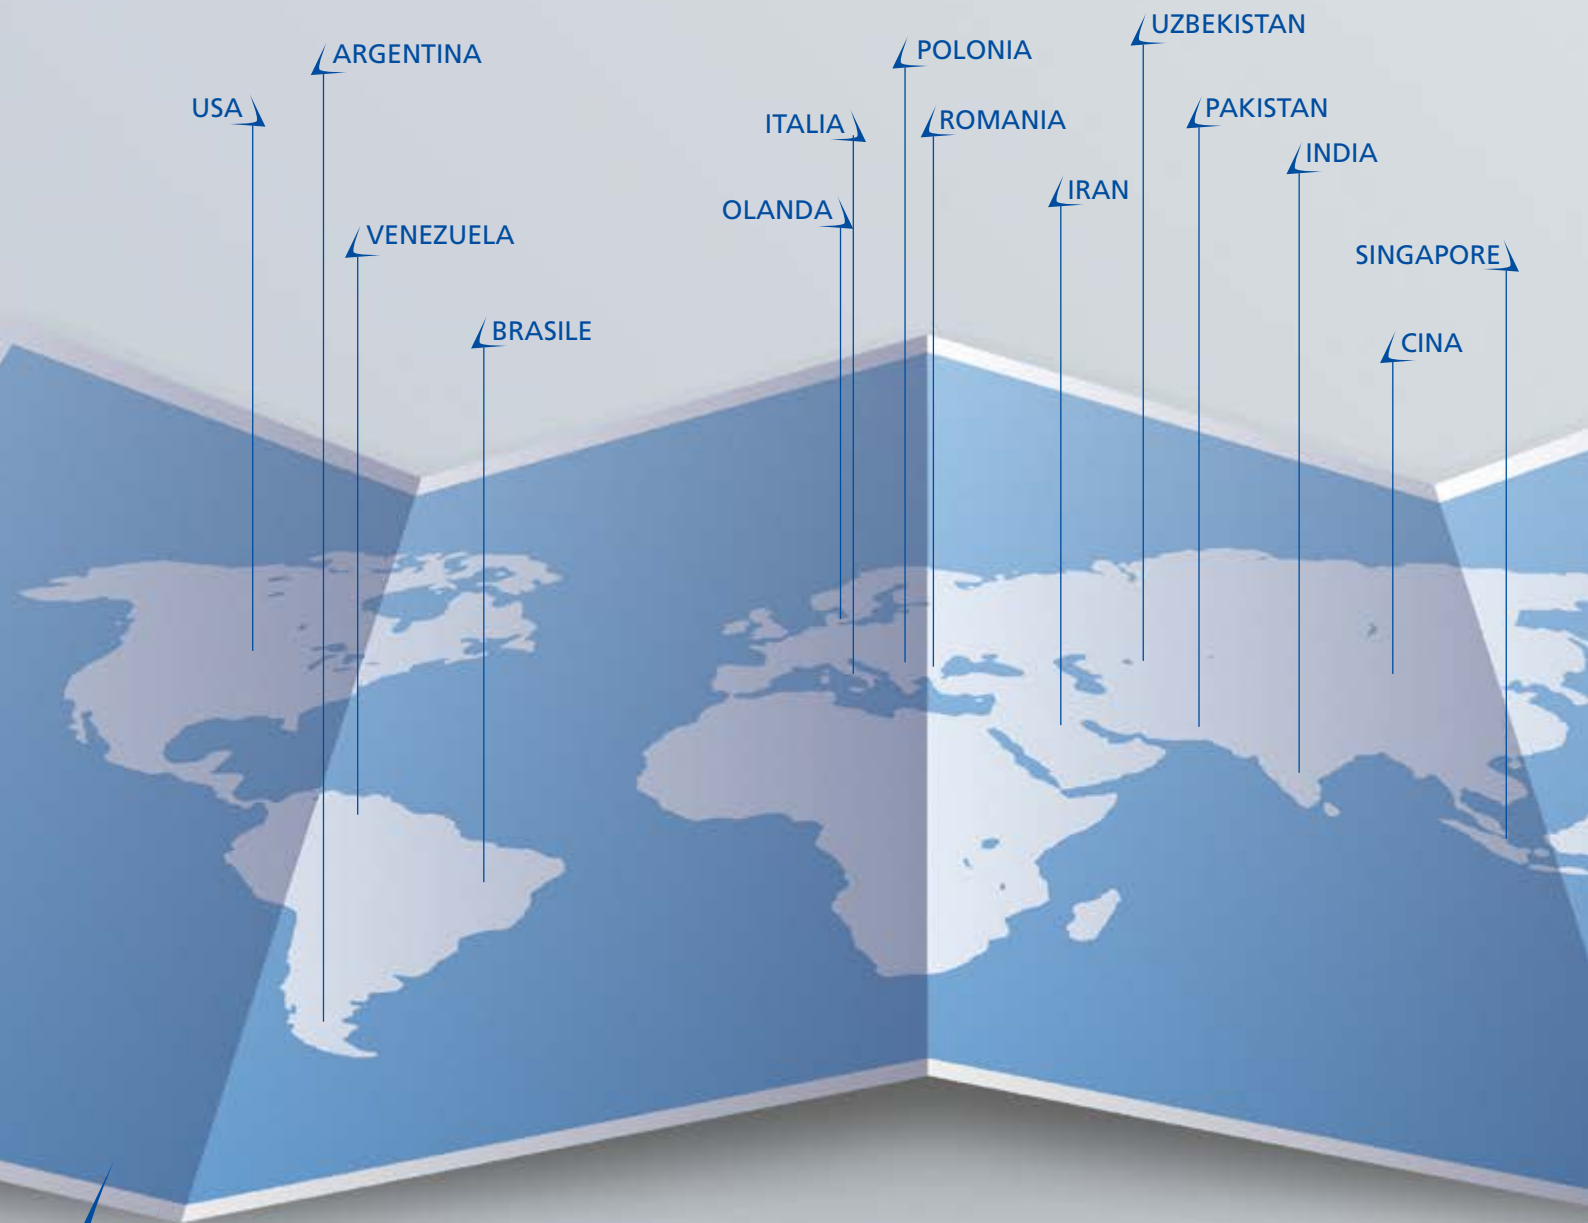 UZBEKISTAN
ARGENTINA
POLONIA
USA
ITALIA
ROMANIA
PAKISTAN
INDIA
IRAN
OLANDA
VENEZUELA
SINGAPORE
BRASILE
CINA